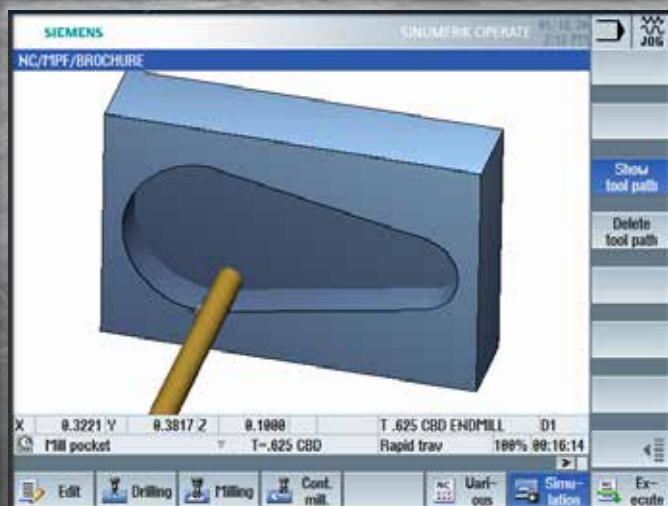 SIEMENS
SINUMERIK OPERATE
JOG
NC/MPF/BROCHURE
Show
tool path
Delete
tool path
X 0.3221 Y 0.3817 Z 0.1000 T .625 CBD ENDMILL D1
Mill pocket T=.625 CBD Rapid trav 100% 00:16:14
Edit
Drilling
Milling
Cont.
mill.
NC
Vari-
ous
Simu-
lation
Ex-
ecute